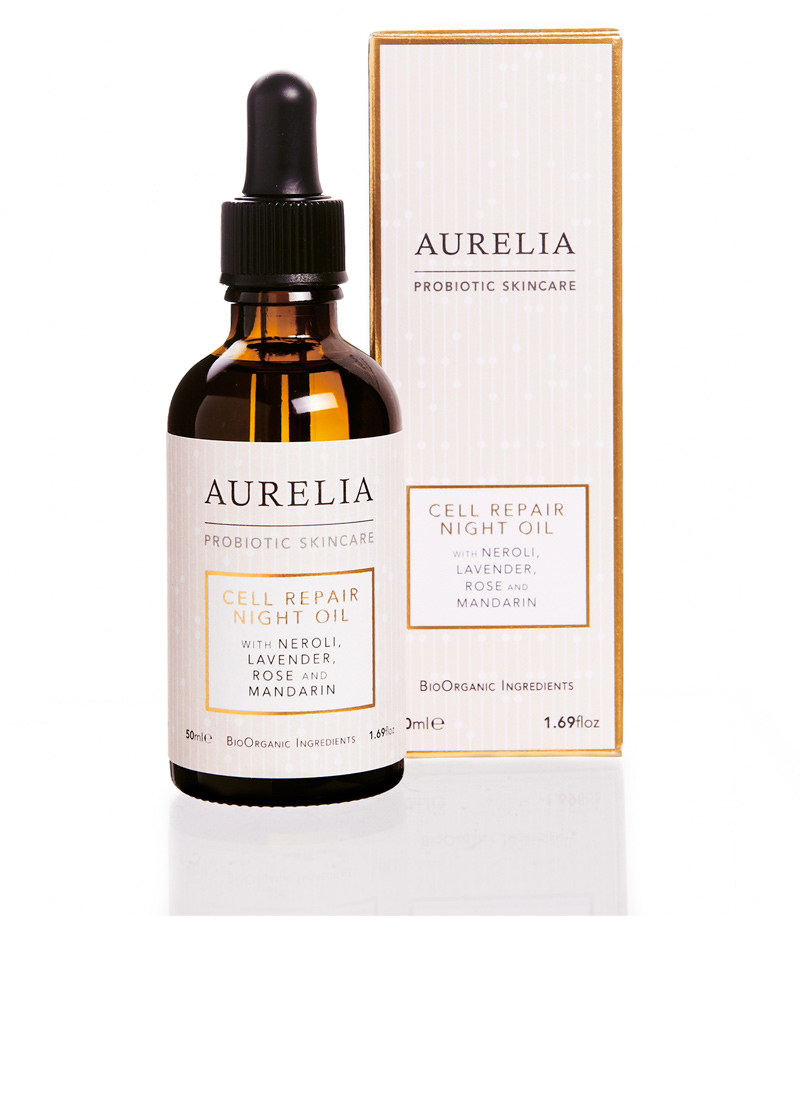 AURELIA
PROBIOTIC SKINCARE
CELL REPAIR
NIGHT OIL
WITH NEROLI,
LAVENDER,
ROSE AND
MANDARIN
50ml℮ BIOORGANIC INGREDIENTS 1.69floz
AURELIA
PROBIOTIC SKINCARE
CELL REPAIR
NIGHT OIL
WITH NEROLI,
LAVENDER,
ROSE AND
MANDARIN
BIOORGANIC INGREDIENTS
0ml℮ 1.69floz